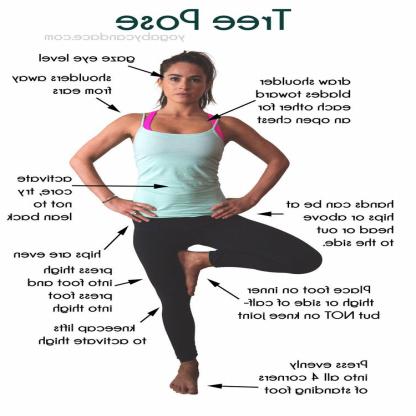 Tree Pose
yogabycandace.com
gaze eye level
shoulders away
from ears
draw shoulder
blades toward
each other for
an open chest
activate
core, try
not to
lean back
hands can be at
hips or above
head or out
to the side.
hips are even
press thigh
into foot and
press foot
into thigh
Place foot on inner
thigh or side of calf-
but NOT on knee joint
kneecap lifts
to activate thigh
Press evenly
into all 4 corners
of standing foot